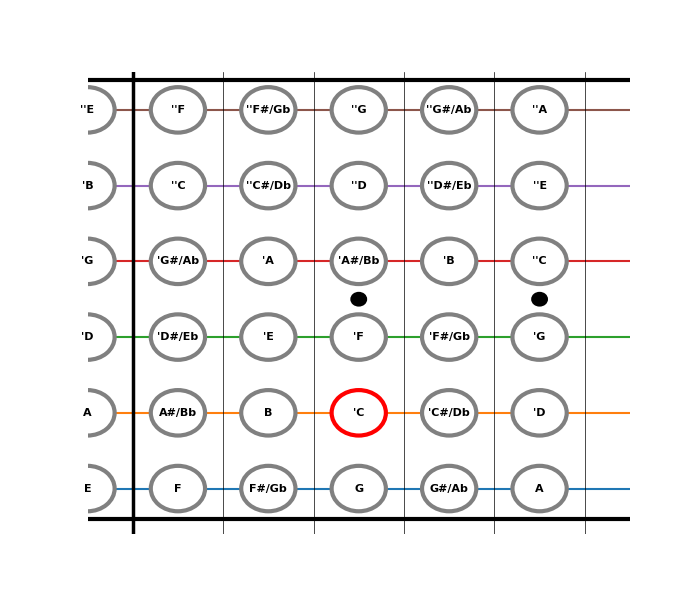 ''E ''F ''F#/Gb ''G ''G#/Ab ''A
'B ''C ''C#/Db ''D ''D#/Eb ''E
'G 'G#/Ab 'A 'A#/Bb 'B ''C
'D 'D#/Eb 'E 'F 'F#/Gb 'G
A A#/Bb B 'C 'C#/Db 'D
E F F#/Gb G G#/Ab A